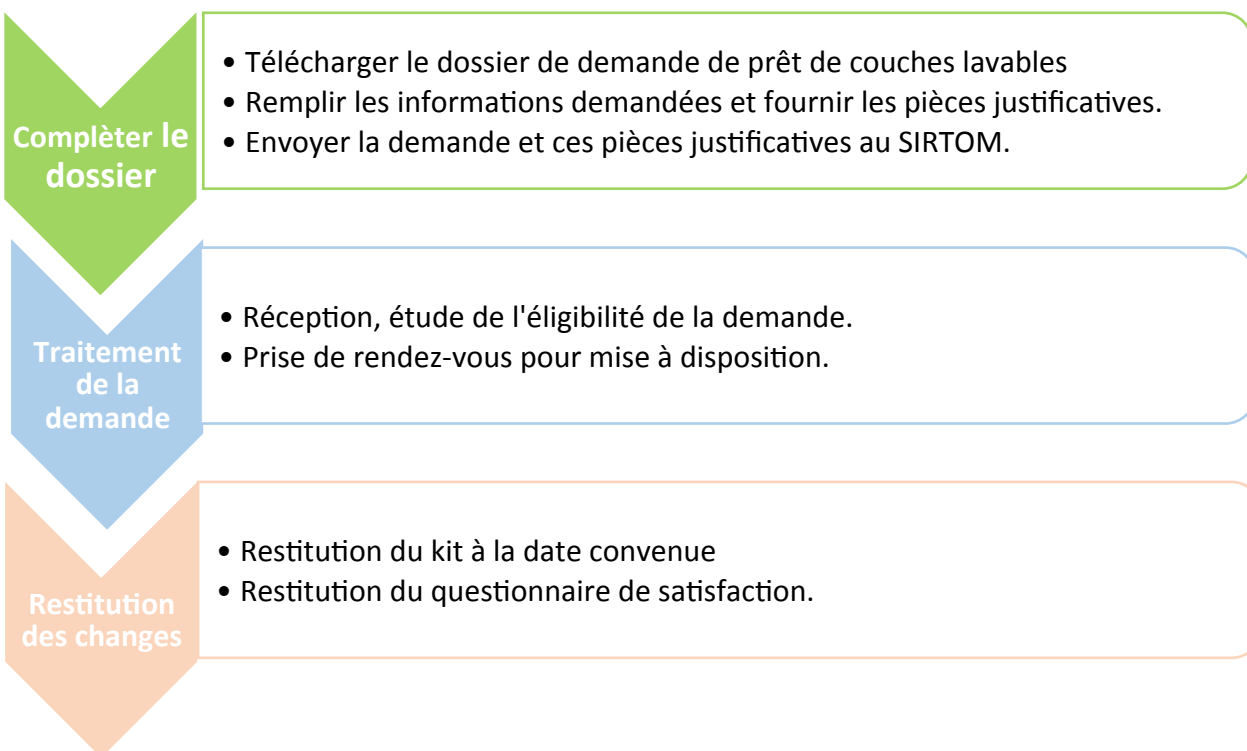 Complèter le
dossier
• Télécharger le dossier de demande de prêt de couches lavables
• Remplir les informations demandées et fournir les pièces justificatives.
• Envoyer la demande et ces pièces justificatives au SIRTOM.
Traitement
de la
demande
• Réception, étude de l'éligibilité de la demande.
• Prise de rendez-vous pour mise à disposition.
Restitution
des changes
• Restitution du kit à la date convenue
• Restitution du questionnaire de satisfaction.